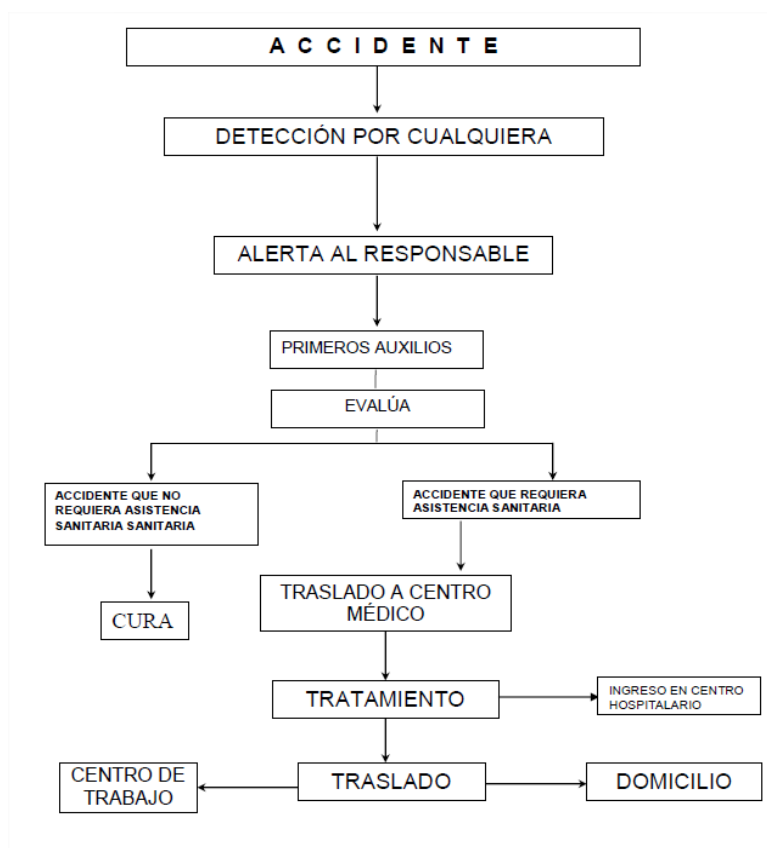 A C C I D E N T E
DETECCIÓN POR CUALQUIERA
ALERTA AL RESPONSABLE
PRIMEROS AUXILIOS
EVALÚA
ACCIDENTE QUE NO
REQUIERA ASISTENCIA
SANITARIA SANITARIA
ACCIDENTE QUE REQUIERA
ASISTENCIA SANITARIA
CURA
TRASLADO A CENTRO
MÉDICO
TRATAMIENTO
INGRESO EN CENTRO
HOSPITALARIO
CENTRO DE
TRABAJO
TRASLADO
DOMICILIO